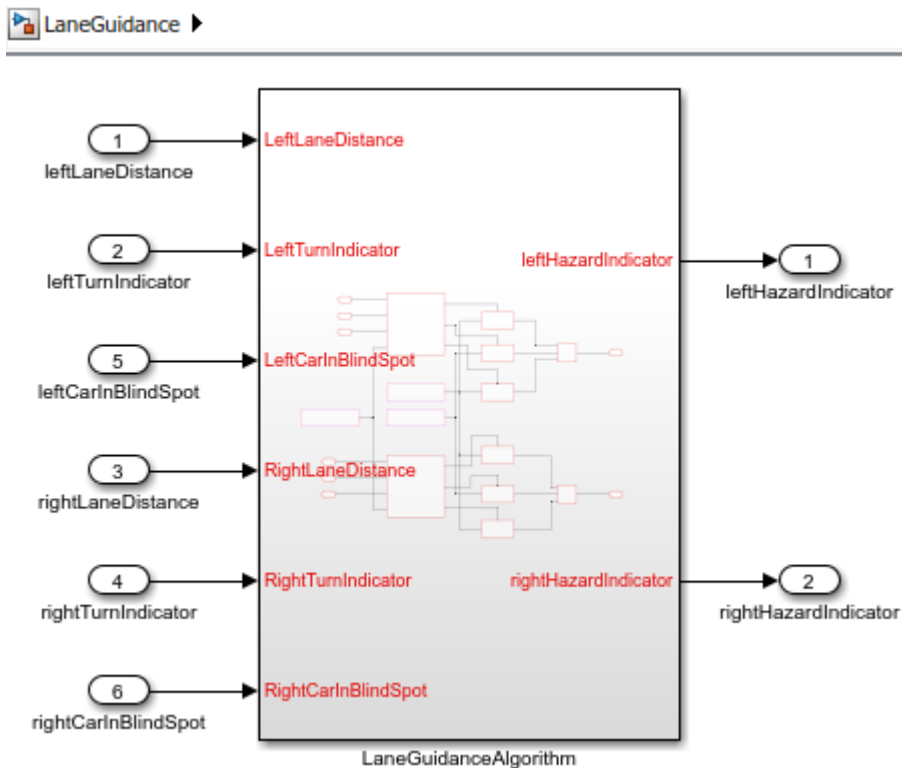 LaneGuidance
1
LeftLaneDistance
leftLaneDistance
2
LeftTurnIndicator
leftTurnIndicator
leftHazardIndicator
1
leftHazardIndicator
5
LeftCarInBlindSpot
leftCarInBlindSpot
3
RightLaneDistance
rightLaneDistance
4
RightTurnIndicator
rightTurnIndicator
rightHazardIndicator
2
rightHazardIndicator
6
RightCarInBlindSpot
rightCarInBlindSpot
LaneGuidanceAlgorithm